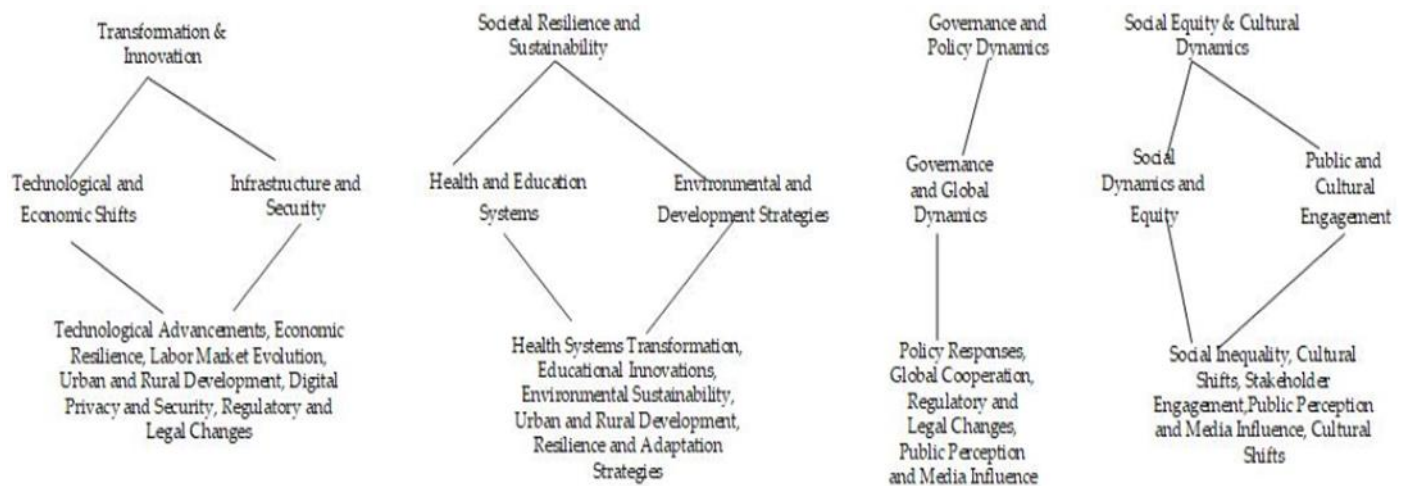 Transformation &
Innovation
Societal Resilience and
Sustainability
Governance and
Policy Dynamics
Social Equity & Cultural
Dynamics
Technological and
Economic Shifts
Infrastructure and
Security
Health and Education
Systems
Environmental and
Development Strategies
Governance
and Global
Dynamics
Social
Dynamics and
Equity
Public and
Cultural
Engagement
Technological Advancements, Economic
Resilience, Labor Market Evolution,
Urban and Rural Development, Digital
Privacy and Security, Regulatory and
Legal Changes
Health Systems Transformation,
Educational Innovations,
Environmental Sustainability,
Urban and Rural Development,
Resilience and Adaptation
Strategies
Policy Responses,
Global Cooperation,
Regulatory and
Legal Changes,
Public Perception
and Media Influence
Social Inequality, Cultural
Shifts, Stakeholder
Engagement,Public Perception
and Media Influence, Cultural
Shifts